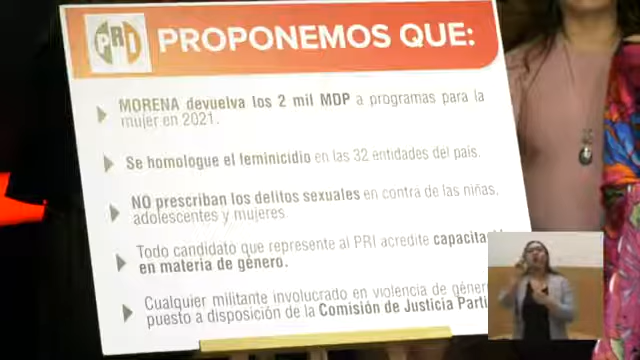 PRI
PROPONEMOS QUE:
MORENA devuelva los 2 mil MDP a programas para la
mujer en 2021.
Se homologue el feminicidio en las 32 entidades del país.
NO prescriban los delitos sexuales en contra de las niñas,
adolescentes y mujeres.
Todo candidato que represente al PRI acredite
en materia de género.
Cualquier militante involucrado en violencia de
puesto a disposición de la Comisión de Justicia